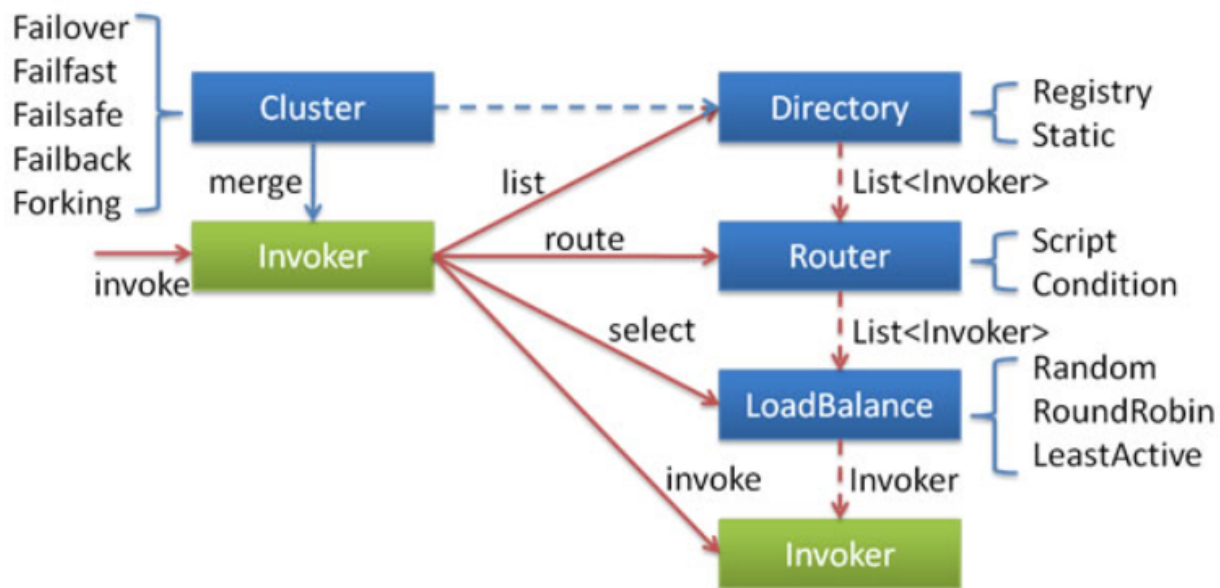 Failover
Failfast
Failsafe
Failback
Forking
Cluster
merge
invoke
Invoker
list
route
select
invoke
Directory
Registry
Static
List<Invoker>
Router
Script
Condition
List<Invoker>
LoadBalance
Random
RoundRobin
LeastActive
Invoker
Invoker